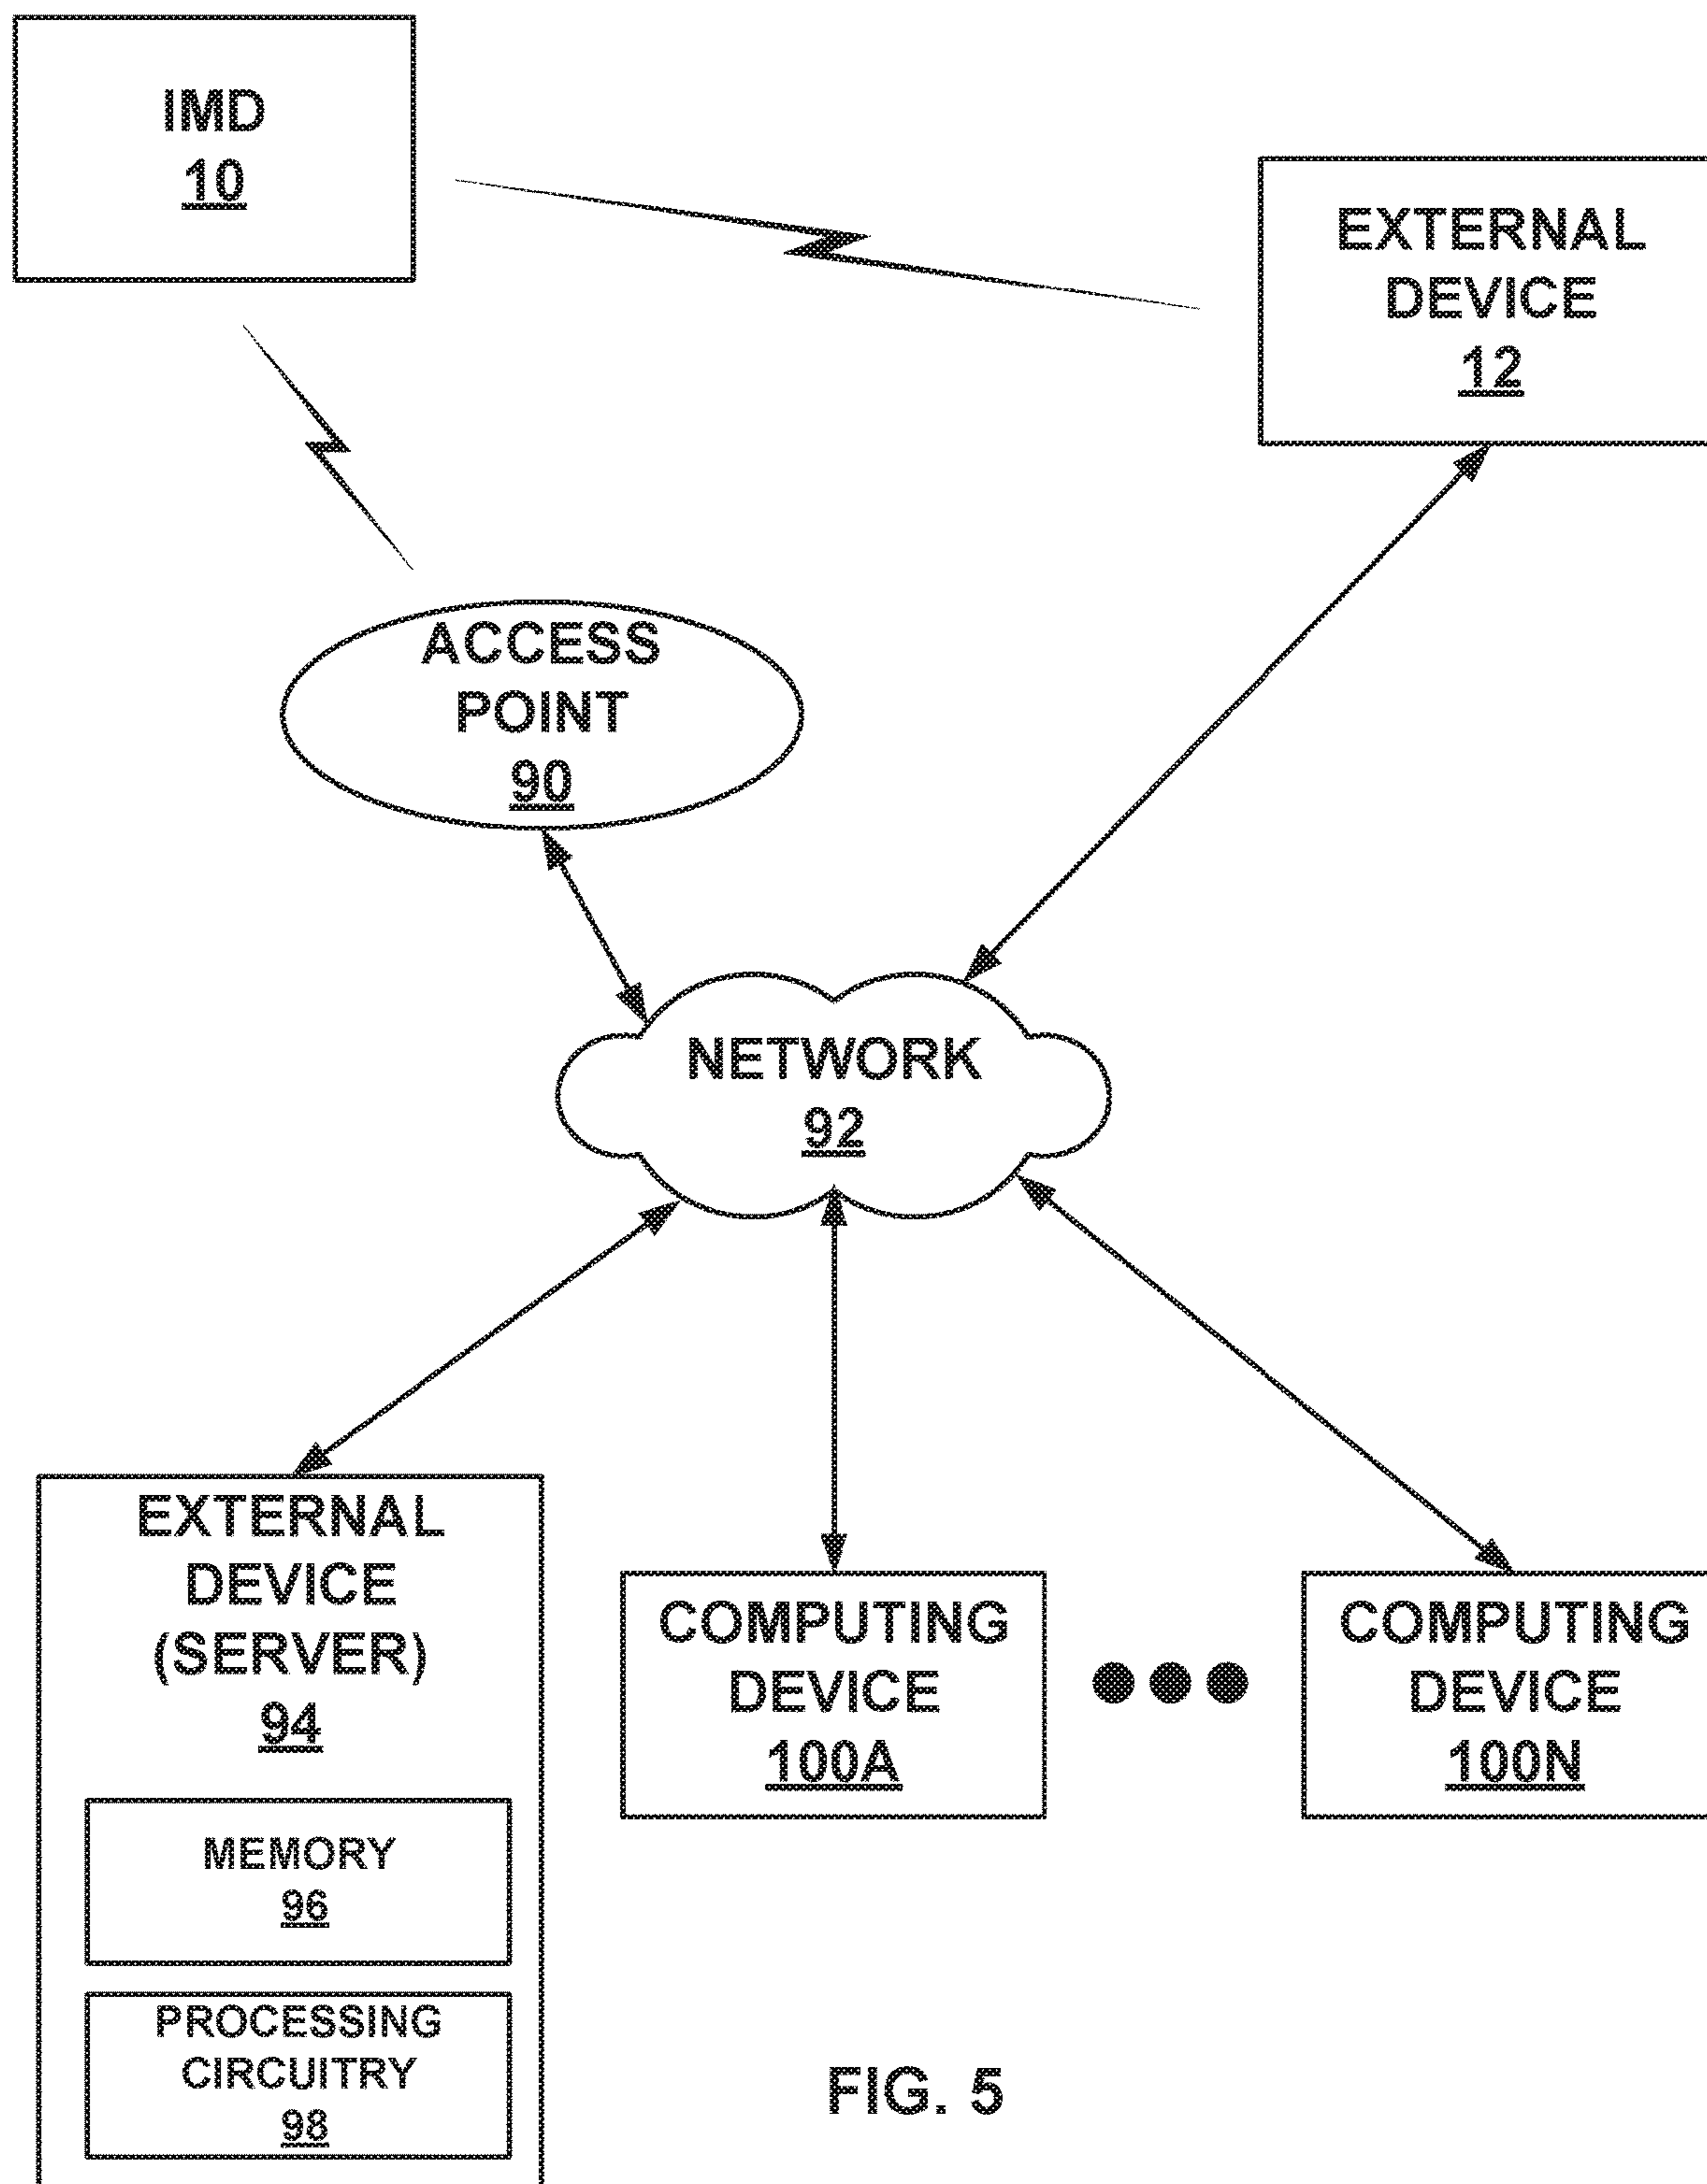 IMD
10
EXTERNAL
DEVICE
12
ACCESS
POINT
90
NETWORK
92
EXTERNAL
DEVICE
(SERVER)
94
MEMORY
96
PROCESSING
CIRCUITRY
98
COMPUTING
DEVICE
100A
COMPUTING
DEVICE
100N
FIG. 5